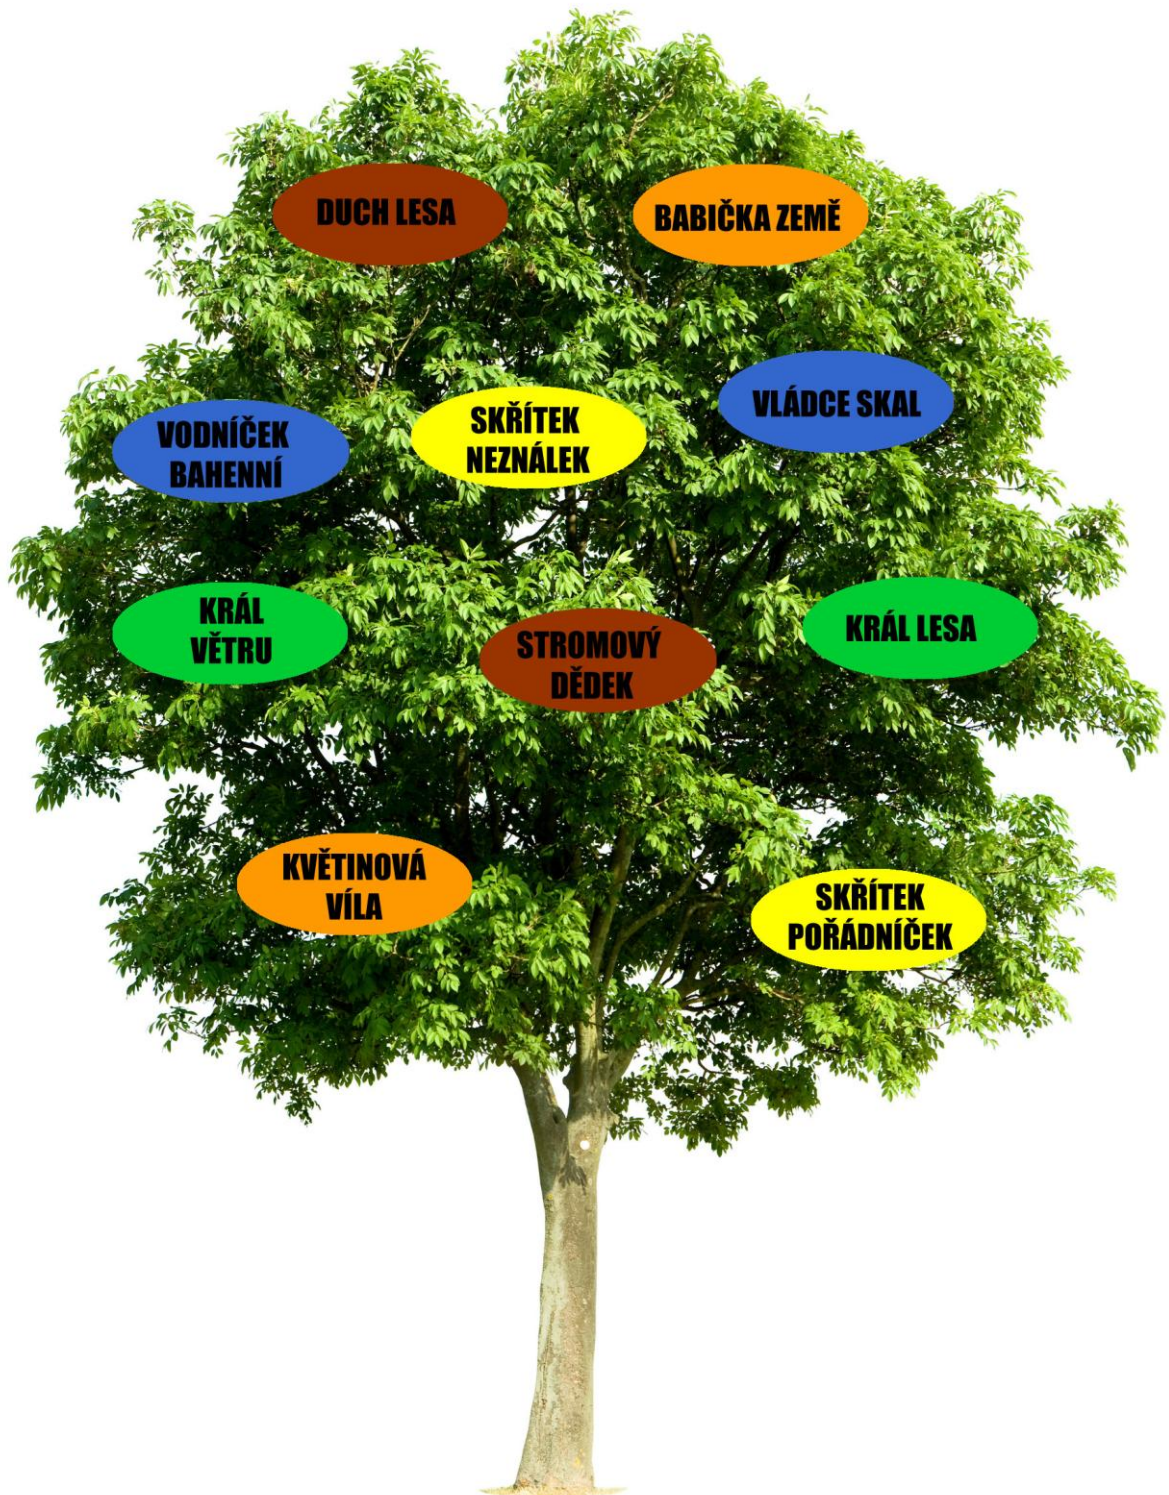 DUCH LESA
BABIČKA ZEMĚ
VODNÍČEK
BAHENNÍ
SKŘÍTEK
NEZNÁLEK
VLÁDCE SKAL
KRÁL
VĚTRU
STROMOVÝ
DĚDEK
KRÁL LESA
KVĚTINOVÁ
VÍLA
SKŘÍTEK
POŘÁDNÍČEK